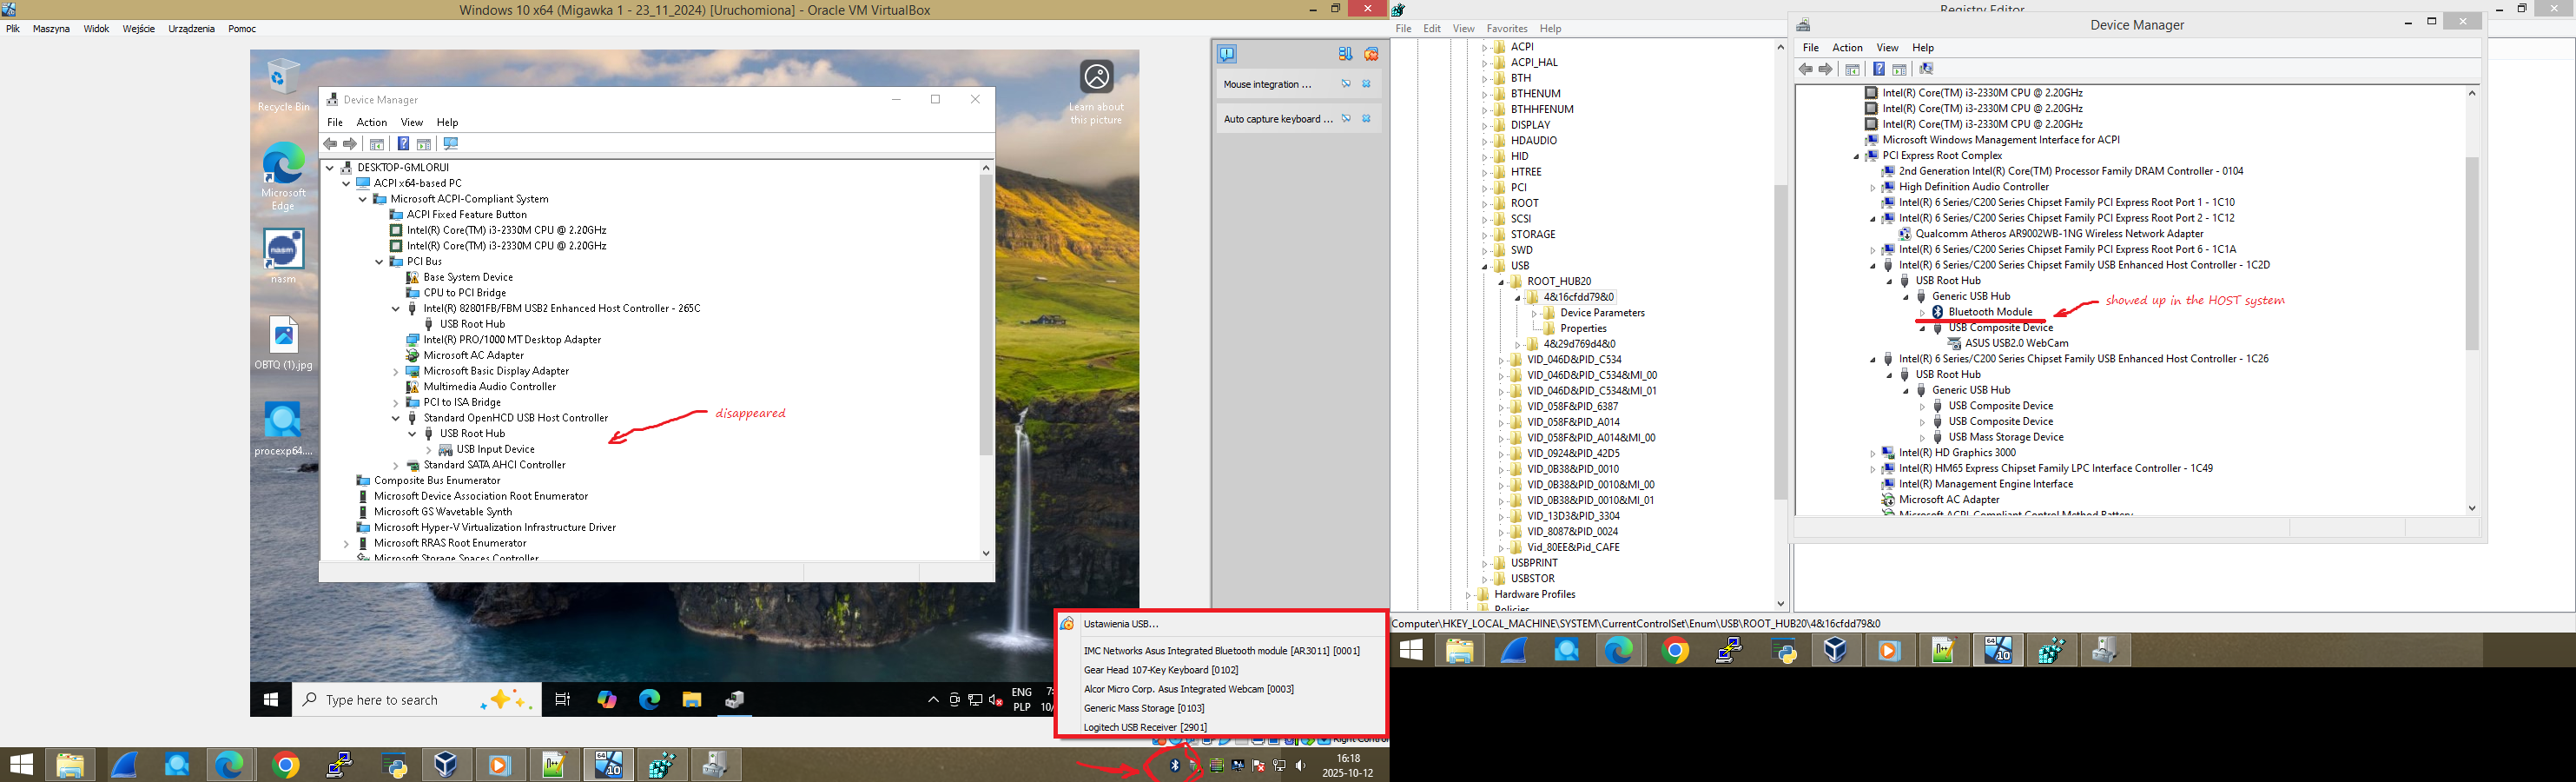 Windows 10 x64 (Migawka 1 - 23_11_2024) [Uruchomiona] - Oracle VM VirtualBox
Plik Maszyna Widok Wejście Urządzenia Pomoc
Recycle Bin
Microsoft Edge
nasm
OBTQ (1).jpg
procexp64....
Learn about this picture
Device Manager
File Action View Help
DESKTOP-GMLORUI
ACPI x64-based PC
Microsoft ACPI-Compliant System
ACPI Fixed Feature Button
Intel(R) Core(TM) i3-2330M CPU @ 2.20GHz
Intel(R) Core(TM) i3-2330M CPU @ 2.20GHz
PCI Bus
Base System Device
CPU to PCI Bridge
Intel(R) 82801FB/FBM USB2 Enhanced Host Controller - 265C
USB Root Hub
Intel(R) PRO/1000 MT Desktop Adapter
Microsoft AC Adapter
Microsoft Basic Display Adapter
Multimedia Audio Controller
PCI to ISA Bridge
Standard OpenHCD USB Host Controller
USB Root Hub
USB Input Device
Standard SATA AHCI Controller
Composite Bus Enumerator
Microsoft Device Association Root Enumerator
Microsoft GS Wavetable Synth
Microsoft Hyper-V Virtualization Infrastructure Driver
Microsoft RRAS Root Enumerator
Microsoft Storage Spaces Controller
disappeared
Type here to search
ENG
PLP
Mouse integration ...
Auto capture keyboard ...
Ustawienia USB...
IMC Networks Asus Integrated Bluetooth module [AR3011] [0001]
Gear Head 107-Key Keyboard [0102]
Alcor Micro Corp. Asus Integrated Webcam [0003]
Generic Mass Storage [0103]
Logitech USB Receiver [2901]
Right Control
16:18
2025-10-12
Registry Editor
File Edit View Favorites Help
ACPI
ACPI_HAL
BTH
BTHENUM
BTHHFENUM
DISPLAY
HDAUDIO
HID
HTREE
PCI
ROOT
SCSI
STORAGE
SWD
USB
ROOT_HUB20
4&16cfdd79&0
Device Parameters
Properties
4&29d769d4&0
VID_046D&PID_C534
VID_046D&PID_C534&MI_00
VID_046D&PID_C534&MI_01
VID_058F&PID_6387
VID_058F&PID_A014
VID_058F&PID_A014&MI_00
VID_0924&PID_42D5
VID_0B38&PID_0010
VID_0B38&PID_0010&MI_00
VID_0B38&PID_0010&MI_01
VID_13D3&PID_3304
VID_8087&PID_0024
Vid_80EE&Pid_CAFE
USBPRINT
USBSTOR
Hardware Profiles
Policies
Computer\HKEY_LOCAL_MACHINE\SYSTEM\CurrentControlSet\Enum\USB\ROOT_HUB20\4&16cfdd79&0
Device Manager
File Action View Help
Intel(R) Core(TM) i3-2330M CPU @ 2.20GHz
Intel(R) Core(TM) i3-2330M CPU @ 2.20GHz
Intel(R) Core(TM) i3-2330M CPU @ 2.20GHz
Microsoft Windows Management Interface for ACPI
PCI Express Root Complex
2nd Generation Intel(R) Core(TM) Processor Family DRAM Controller - 0104
High Definition Audio Controller
Intel(R) 6 Series/C200 Series Chipset Family PCI Express Root Port 1 - 1C10
Intel(R) 6 Series/C200 Series Chipset Family PCI Express Root Port 2 - 1C12
Qualcomm Atheros AR9002WB-1NG Wireless Network Adapter
Intel(R) 6 Series/C200 Series Chipset Family PCI Express Root Port 6 - 1C1A
Intel(R) 6 Series/C200 Series Chipset Family USB Enhanced Host Controller - 1C2D
USB Root Hub
Generic USB Hub
Bluetooth Module
USB Composite Device
ASUS USB2.0 WebCam
Intel(R) 6 Series/C200 Series Chipset Family USB Enhanced Host Controller - 1C26
USB Root Hub
Generic USB Hub
USB Composite Device
USB Composite Device
USB Mass Storage Device
Intel(R) HD Graphics 3000
Intel(R) HM65 Express Chipset Family LPC Interface Controller - 1C49
Intel(R) Management Engine Interface
Microsoft AC Adapter
Microsoft ACPI-Compliant Control Method Battery
showed up in the HOST system